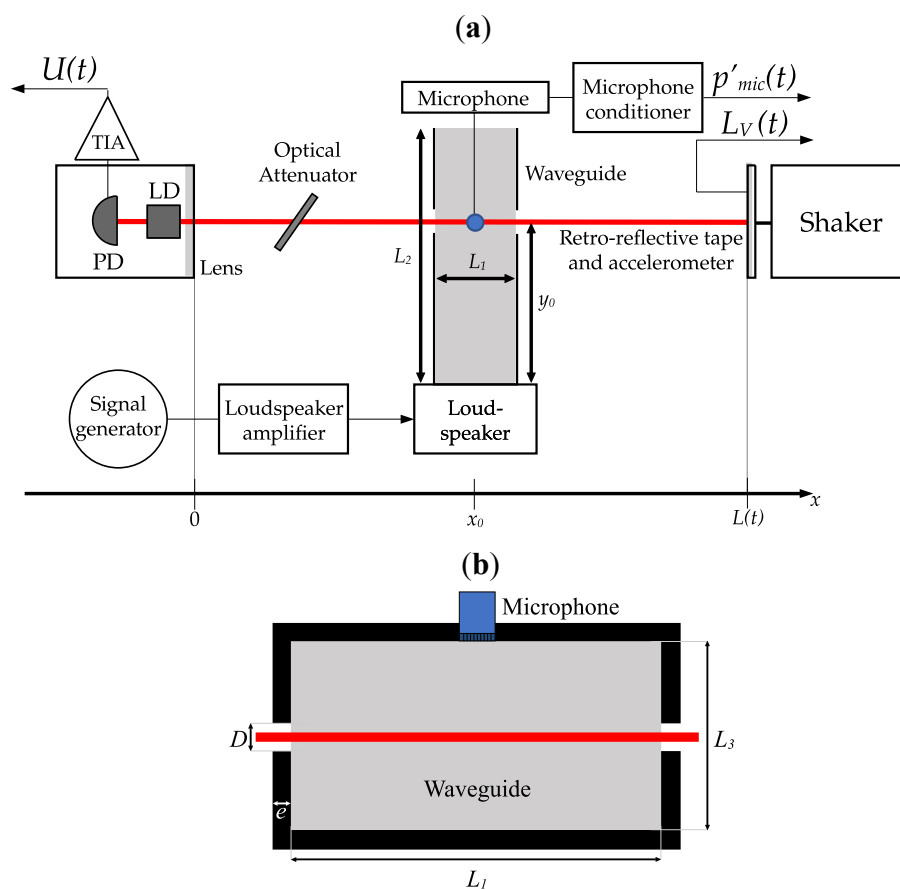 (a)
U(t)
TIA
LD
PD
Lens
Optical
Attenuator
Microphone
Microphone
conditioner
p'mic(t)
LV(t)
Waveguide
L2
L1
y0
Retro-reflective tape
and accelerometer
Shaker
Signal
generator
Loudspeaker
amplifier
Loud-
speaker
0
x0
L(t)
x
(b)
Microphone
D
L3
Waveguide
e
L1